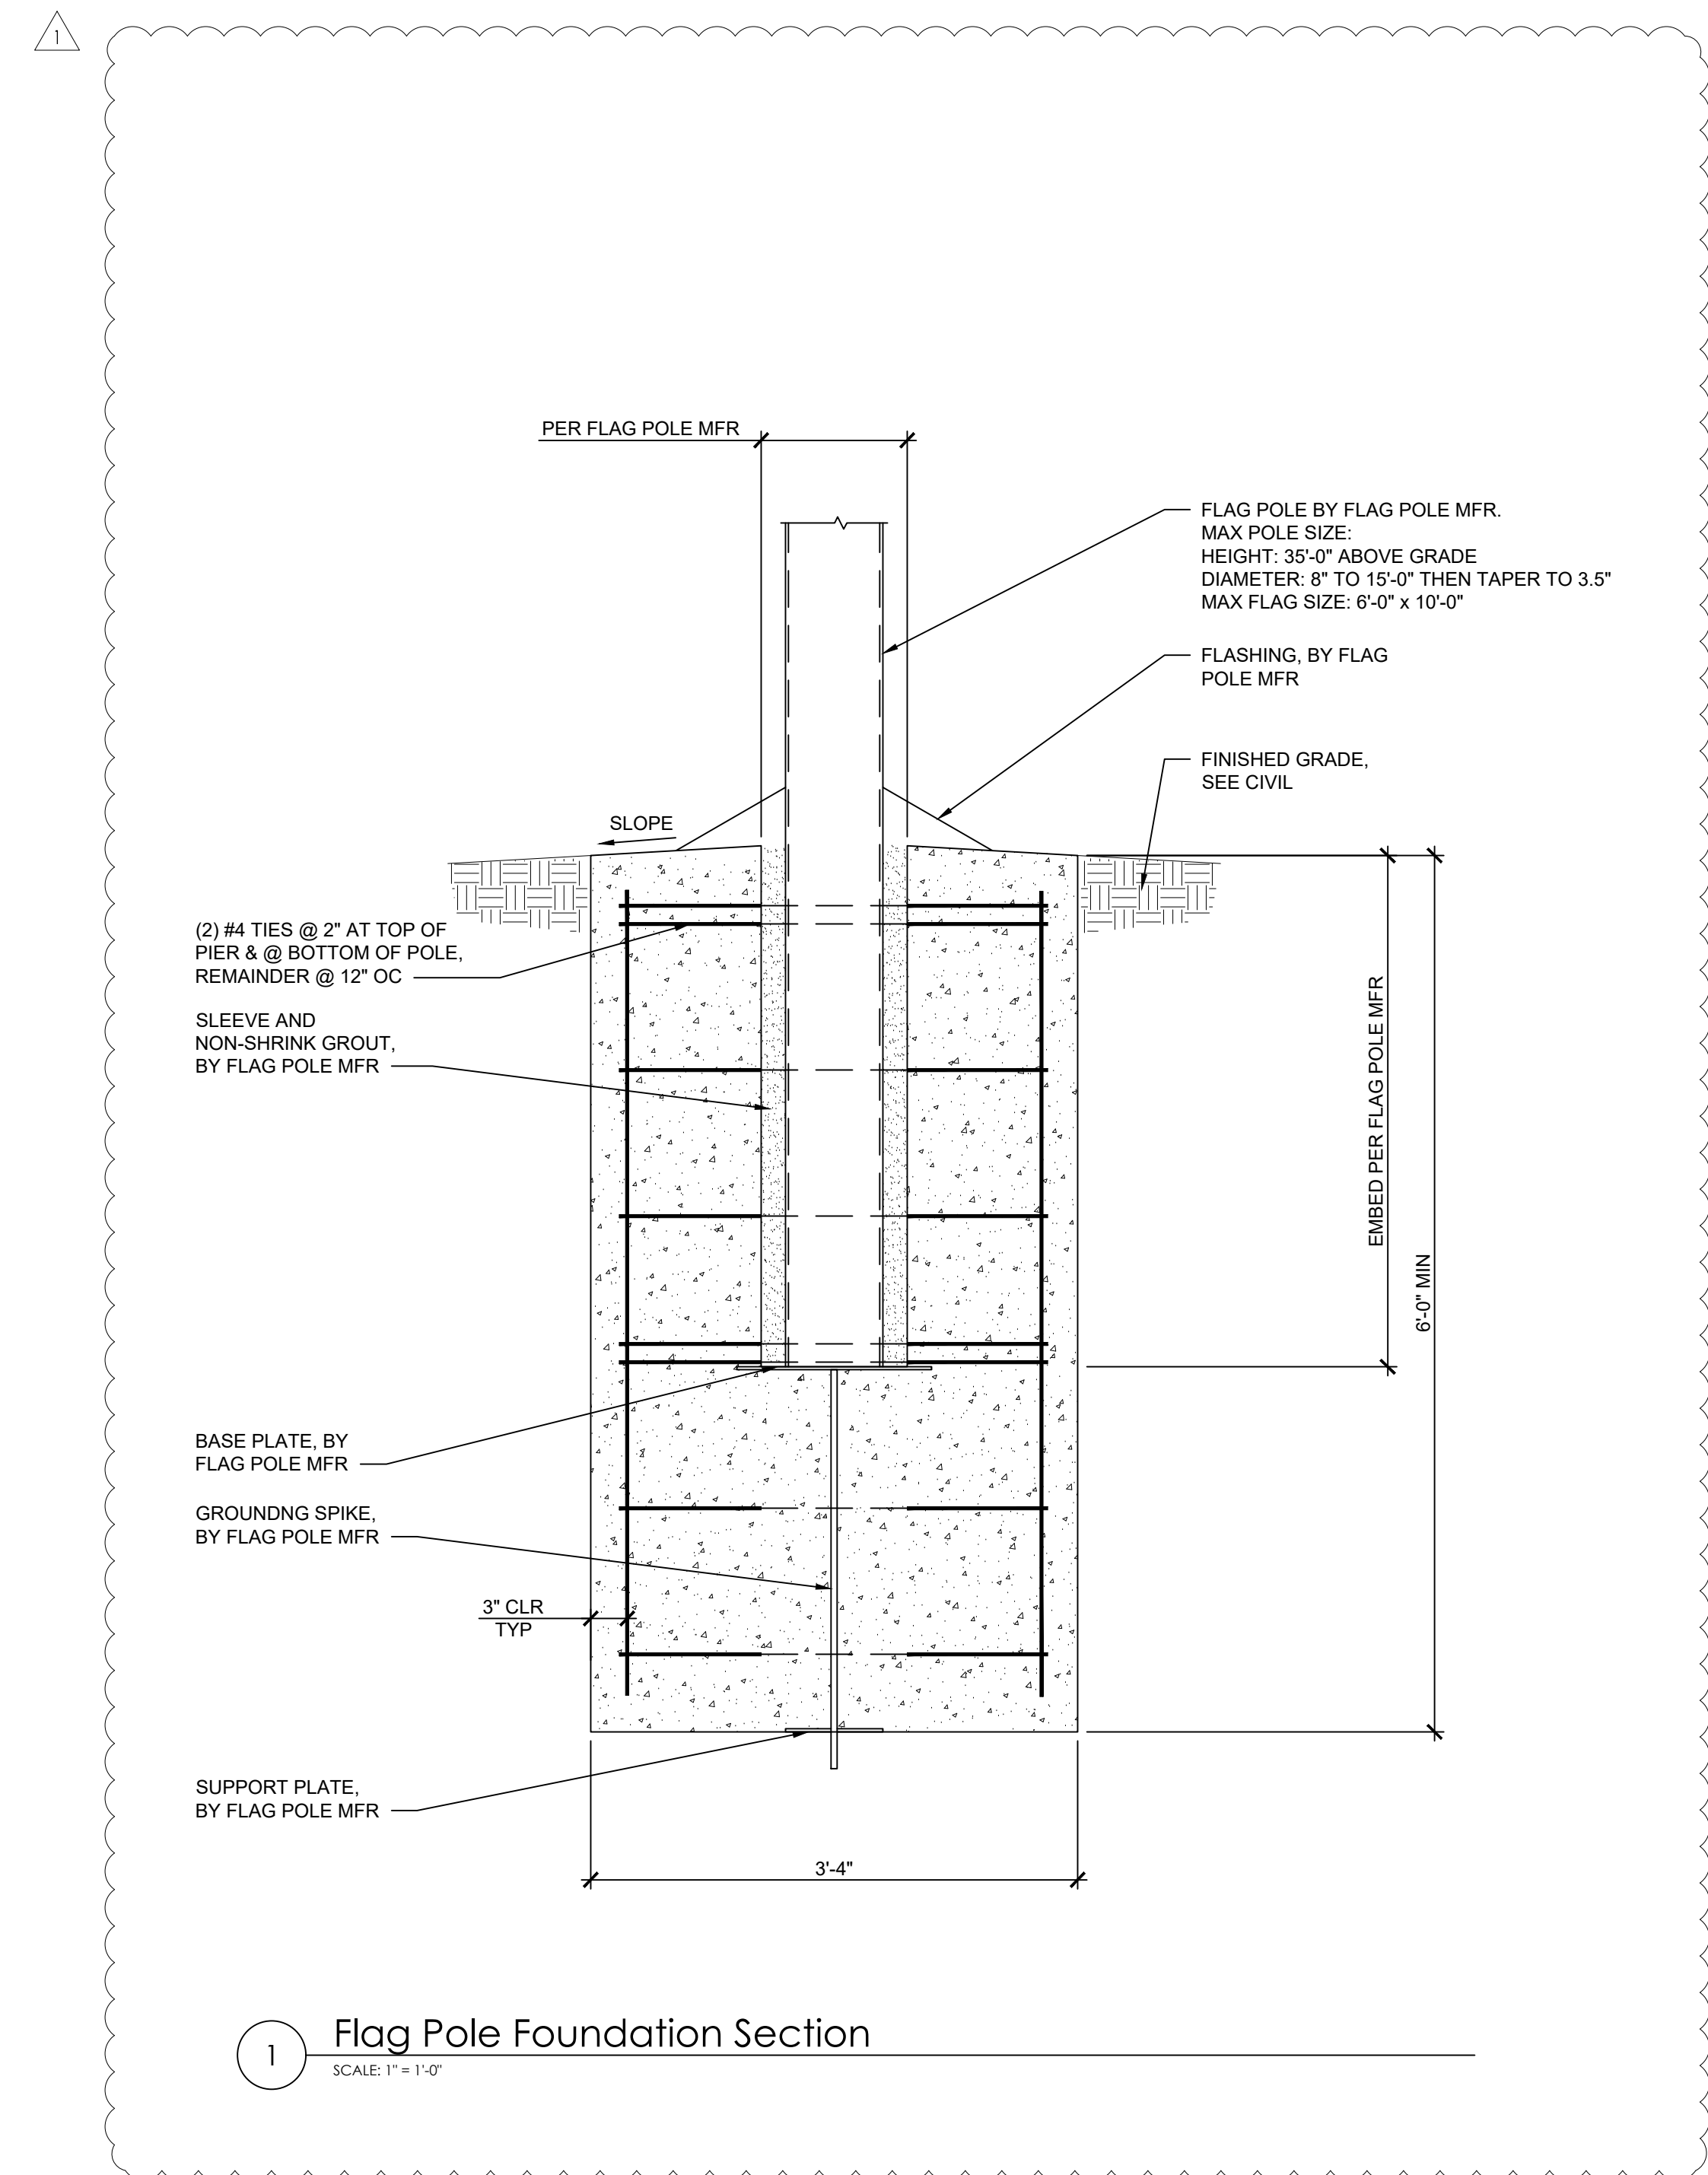 1
PER FLAG POLE MFR
FLAG POLE BY FLAG POLE MFR.
MAX POLE SIZE:
HEIGHT: 35'-0" ABOVE GRADE
DIAMETER: 8" TO 15'-0" THEN TAPER TO 3.5"
MAX FLAG SIZE: 6'-0" x 10'-0"
FLASHING, BY FLAG
POLE MFR
FINISHED GRADE,
SEE CIVIL
SLOPE
(2) #4 TIES @ 2" AT TOP OF
PIER & @ BOTTOM OF POLE,
REMAINDER @ 12" OC
SLEEVE AND
NON-SHRINK GROUT,
BY FLAG POLE MFR
EMBED PER FLAG POLE MFR
6'-0" MIN
BASE PLATE, BY
FLAG POLE MFR
GROUNDNG SPIKE,
BY FLAG POLE MFR
3" CLR
TYP
SUPPORT PLATE,
BY FLAG POLE MFR
3'-4"
1
Flag Pole Foundation Section
SCALE: 1" = 1'-0"